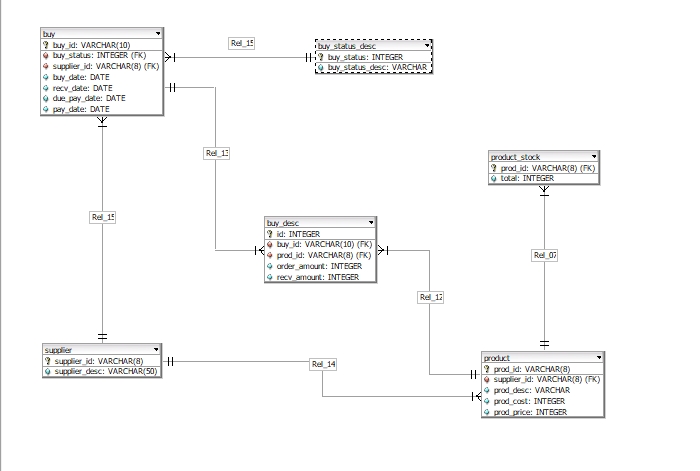 buy
buy_id: VARCHAR(10)
buy_status: INTEGER (FK)
supplier_id: VARCHAR(8) (FK)
buy_date: DATE
recv_date: DATE
due_pay_date: DATE
pay_date: DATE
Rel_15
buy_status_desc
buy_status: INTEGER
buy_status_desc: VARCHAR
Rel_13
product_stock
prod_id: VARCHAR(8) (FK)
total: INTEGER
Rel_15
buy_desc
id: INTEGER
buy_id: VARCHAR(10) (FK)
prod_id: VARCHAR(8) (FK)
order_amount: INTEGER
recv_amount: INTEGER
Rel_07
Rel_12
supplier
supplier_id: VARCHAR(8)
supplier_desc: VARCHAR(50)
Rel_14
product
prod_id: VARCHAR(8)
supplier_id: VARCHAR(8) (FK)
prod_desc: VARCHAR
prod_cost: INTEGER
prod_price: INTEGER